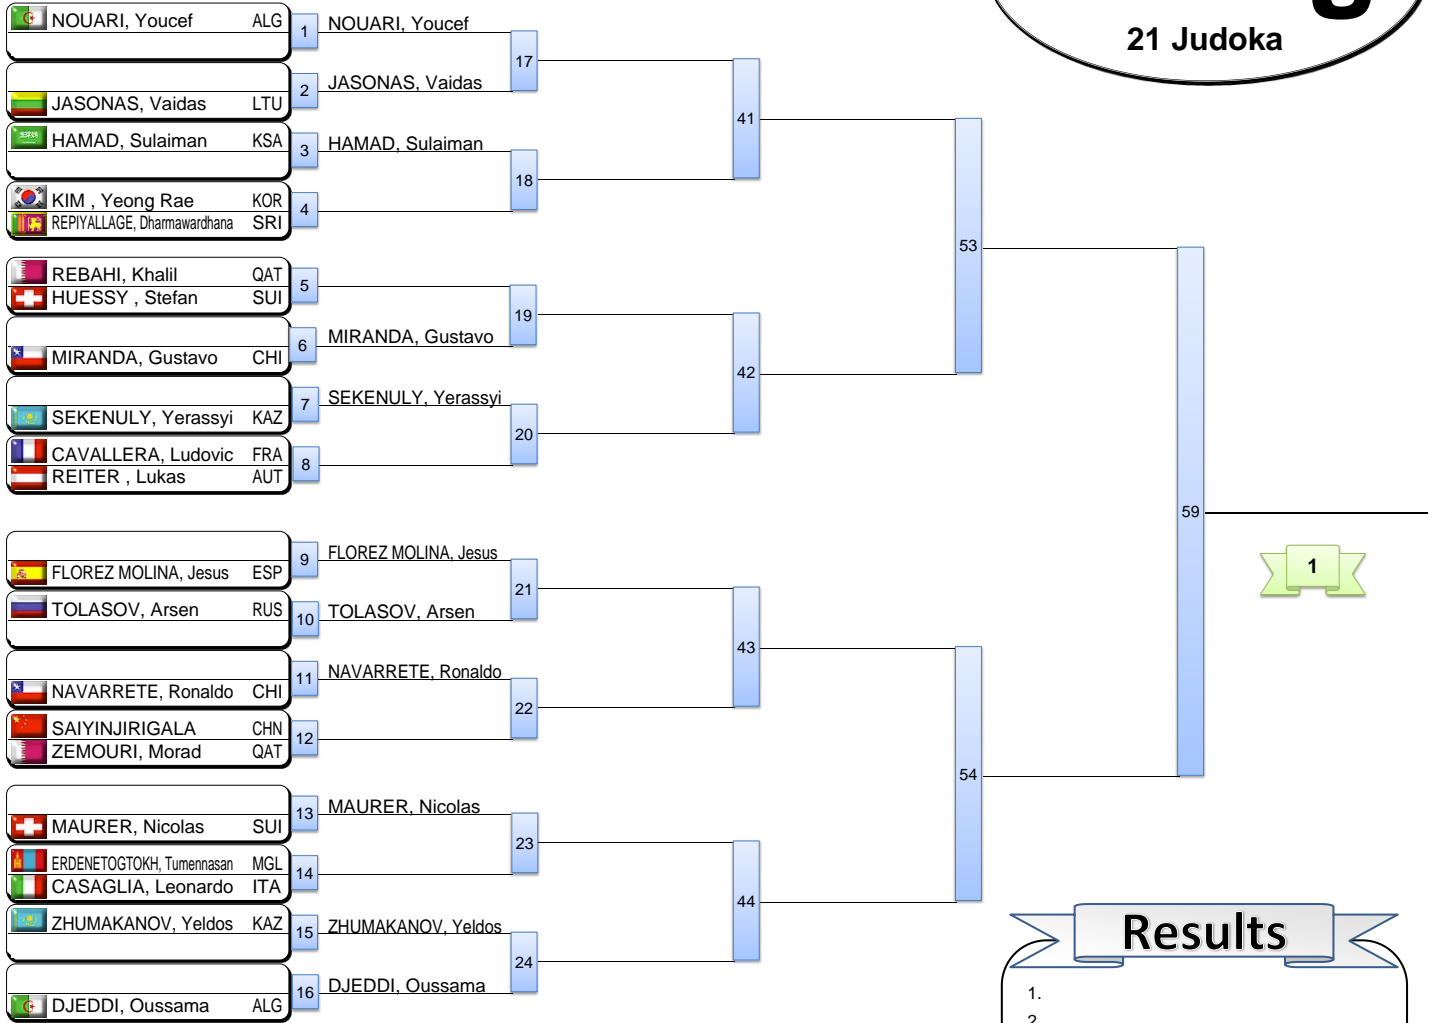 21 Judoka
NOUARI, Youcef ALG
1
NOUARI, Youcef
17
JASONAS, Vaidas LTU
2
JASONAS, Vaidas
41
HAMAD, Sulaiman KSA
3
HAMAD, Sulaiman
18
KIM , Yeong Rae KOR
4
REPIYALLAGE, Dharmawardhana SRI
53
REBAHI, Khalil QAT
5
HUESSY , Stefan SUI
19
6
MIRANDA, Gustavo
MIRANDA, Gustavo CHI
42
7
SEKENULY, Yerassyi
SEKENULY, Yerassyi KAZ
20
CAVALLERA, Ludovic FRA
8
REITER , Lukas AUT
59
1
9
FLOREZ MOLINA, Jesus
FLOREZ MOLINA, Jesus ESP
21
TOLASOV, Arsen RUS
10
TOLASOV, Arsen
43
11
NAVARRETE, Ronaldo
NAVARRETE, Ronaldo CHI
22
SAIYINJIRIGALA CHN
12
ZEMOURI, Morad QAT
54
13
MAURER, Nicolas
MAURER, Nicolas SUI
23
ERDENETOGTOKH, Tumennasan MGL
14
CASAGLIA, Leonardo ITA
44
ZHUMAKANOV, Yeldos KAZ
15
ZHUMAKANOV, Yeldos
24
16
DJEDDI, Oussama
DJEDDI, Oussama ALG
Results
1.
2.